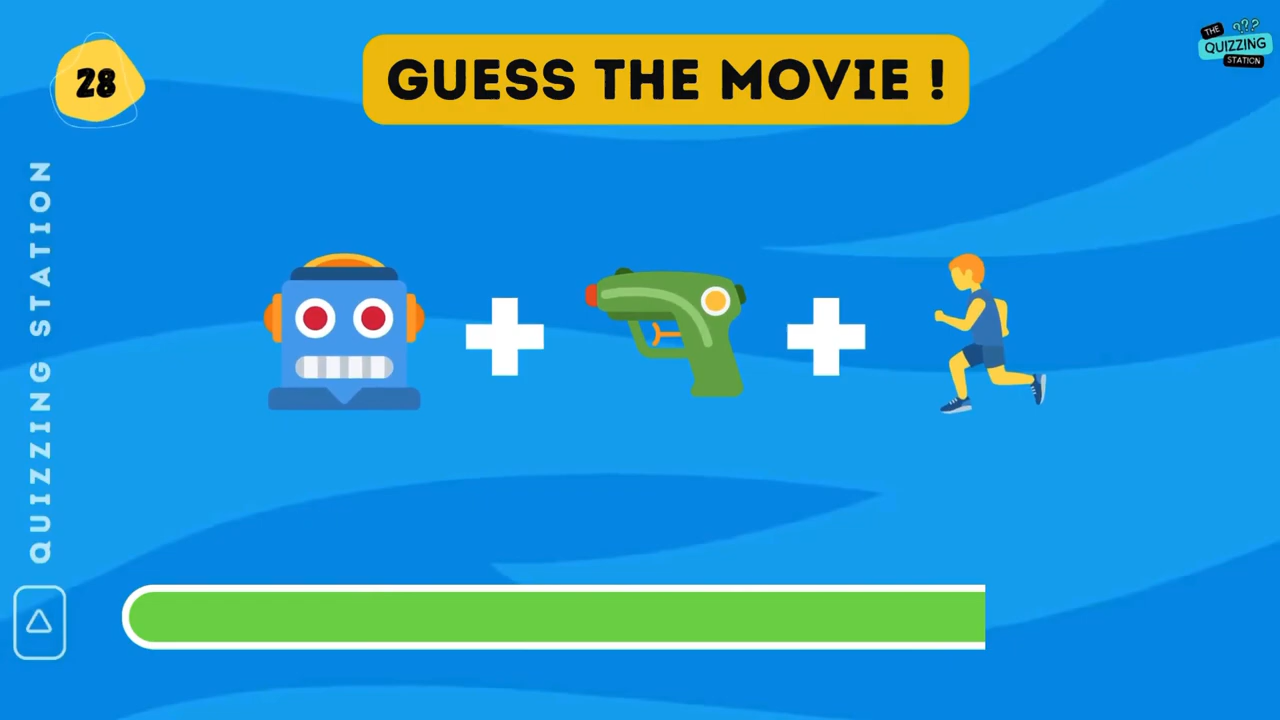 28
GUESS THE MOVIE !
THE ???
QUIZZING
STATION
QUIZZING STATION